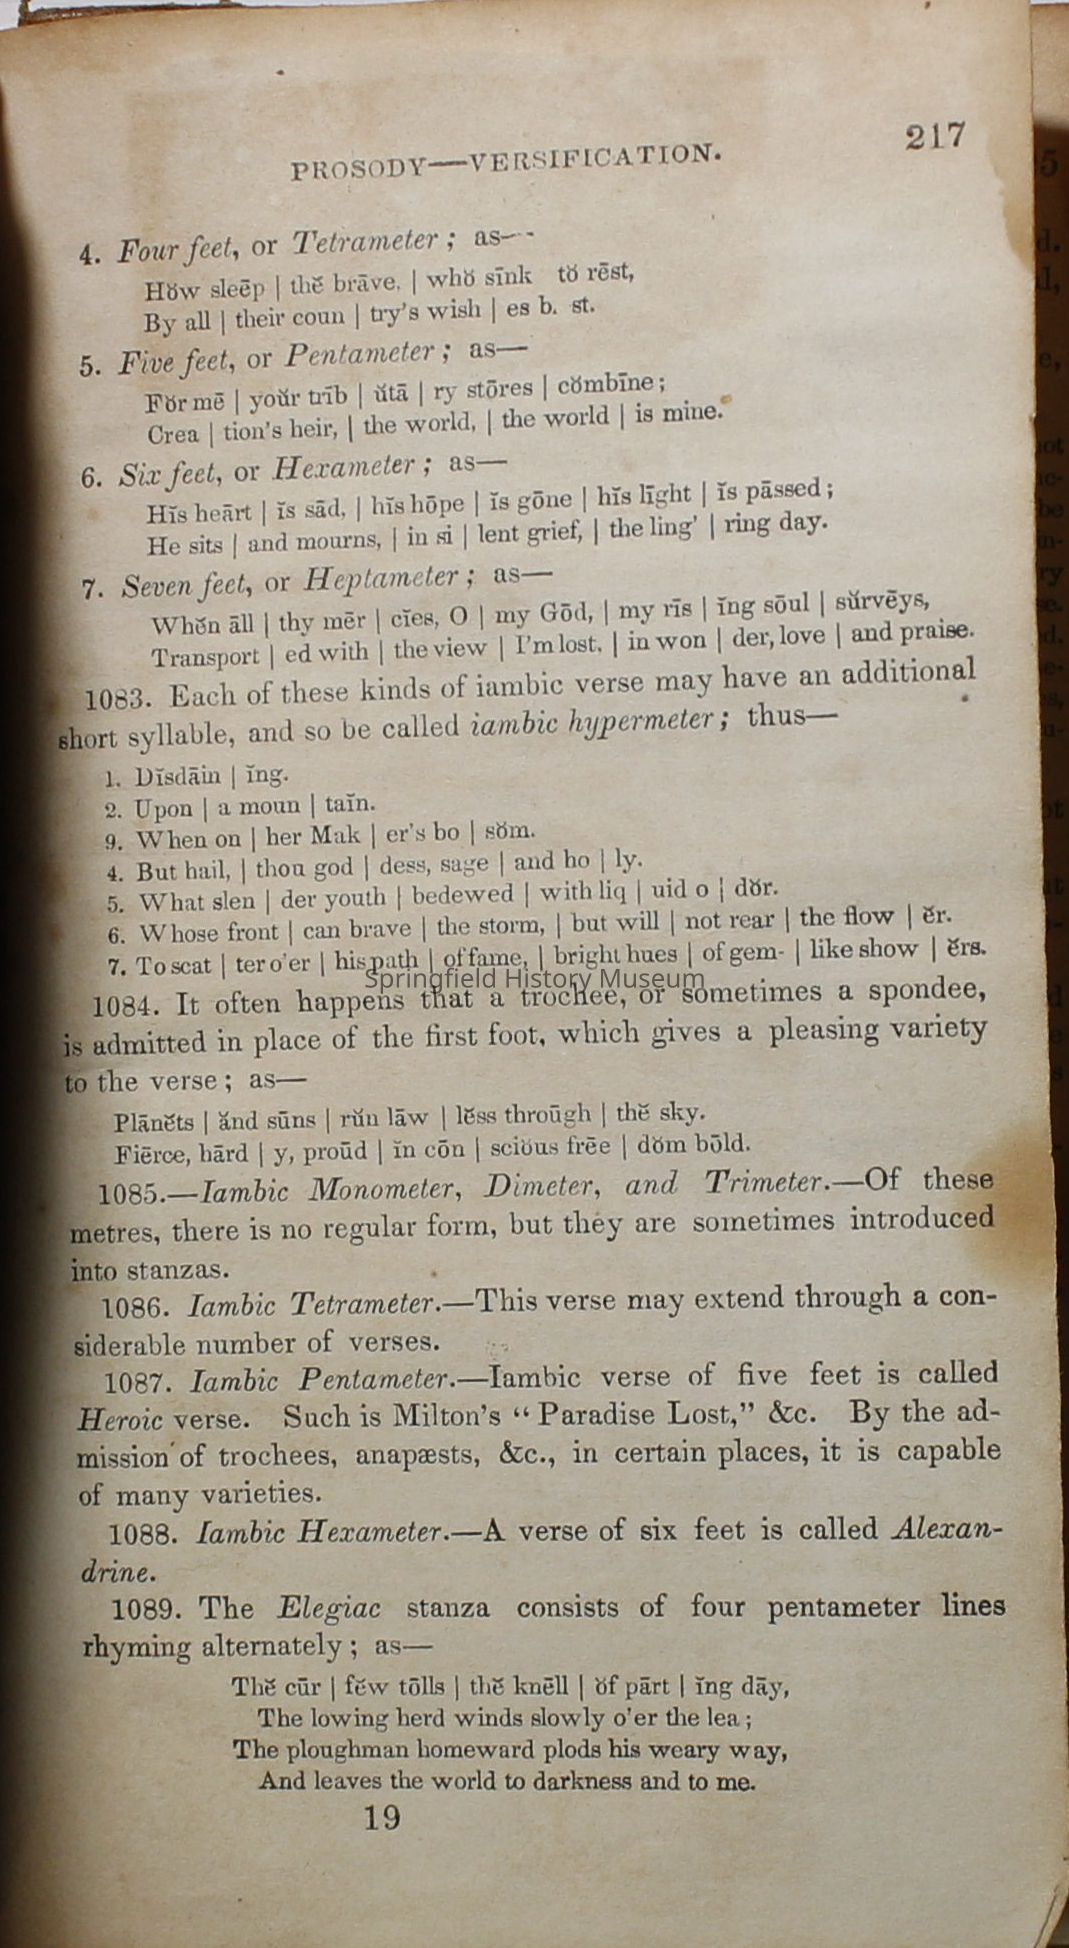 217
PROSODY—VERSIFICATION.
4. Four feet, or Tetrameter; as—
Hŏw slēep | thĕ brāve, | whŏ sīnk tŏ rēst,
By all | their coun | try's wish | es b. st.
5. Five feet, or Pentameter; as—
Fŏr mē | yoŭr trīb | ŭtā | ry stōres | cŏmbīne;
Crea | tion's heir, | the world, | the world | is mine.
6. Six feet, or Hexameter; as—
Hĭs heārt | ĭs sād, | hĭs hōpe | ĭs gōne | hĭs līght | ĭs pāssed;
He sits | and mourns, | in si | lent grief, | the ling' | ring day.
7. Seven feet, or Heptameter; as—
Whĕn āll | thy mēr | cĭes, O | my Gōd, | my rīs | ĭng sōul | sŭrvēys,
Transport | ed with | the view | I'm lost, | in won | der, love | and praise.
1083. Each of these kinds of iambic verse may have an additional
short syllable, and so be called iambic hypermeter; thus—
1. Dĭsdāin | ĭng.
2. Upon | a moun | taĭn.
9. When on | her Mak | er's bo | sŏm.
4. But hail, | thou god | dess, sage | and ho | ly.
5. What slen | der youth | bedewed | with liq | uid o | dŏr.
6. Whose front | can brave | the storm, | but will | not rear | the flow | ĕr.
7. To scat | ter o'er | his path | of fame, | bright hues | of gem- | like show | ĕrs.
Springfield History Museum
1084. It often happens that a trochee, or sometimes a spondee,
is admitted in place of the first foot, which gives a pleasing variety
to the verse; as—
Plānĕts | ănd sūns | rŭn lāw | lĕss throūgh | thĕ sky.
Fiērce, hārd | y, proūd | ĭn cōn | sciŏus frēe | dŏm bōld.
1085.—Iambic Monometer, Dimeter, and Trimeter.—Of these
metres, there is no regular form, but they are sometimes introduced
into stanzas.
1086. Iambic Tetrameter.—This verse may extend through a con-
siderable number of verses.
1087. Iambic Pentameter.—Iambic verse of five feet is called
Heroic verse. Such is Milton's "Paradise Lost," &c. By the ad-
mission of trochees, anapæsts, &c., in certain places, it is capable
of many varieties.
1088. Iambic Hexameter.—A verse of six feet is called Alexan-
drine.
1089. The Elegiac stanza consists of four pentameter lines
rhyming alternately; as—
Thĕ cūr | fĕw tōlls | thĕ knēll | ŏf pārt | ĭng dāy,
The lowing herd winds slowly o'er the lea;
The ploughman homeward plods his weary way,
And leaves the world to darkness and to me.
19